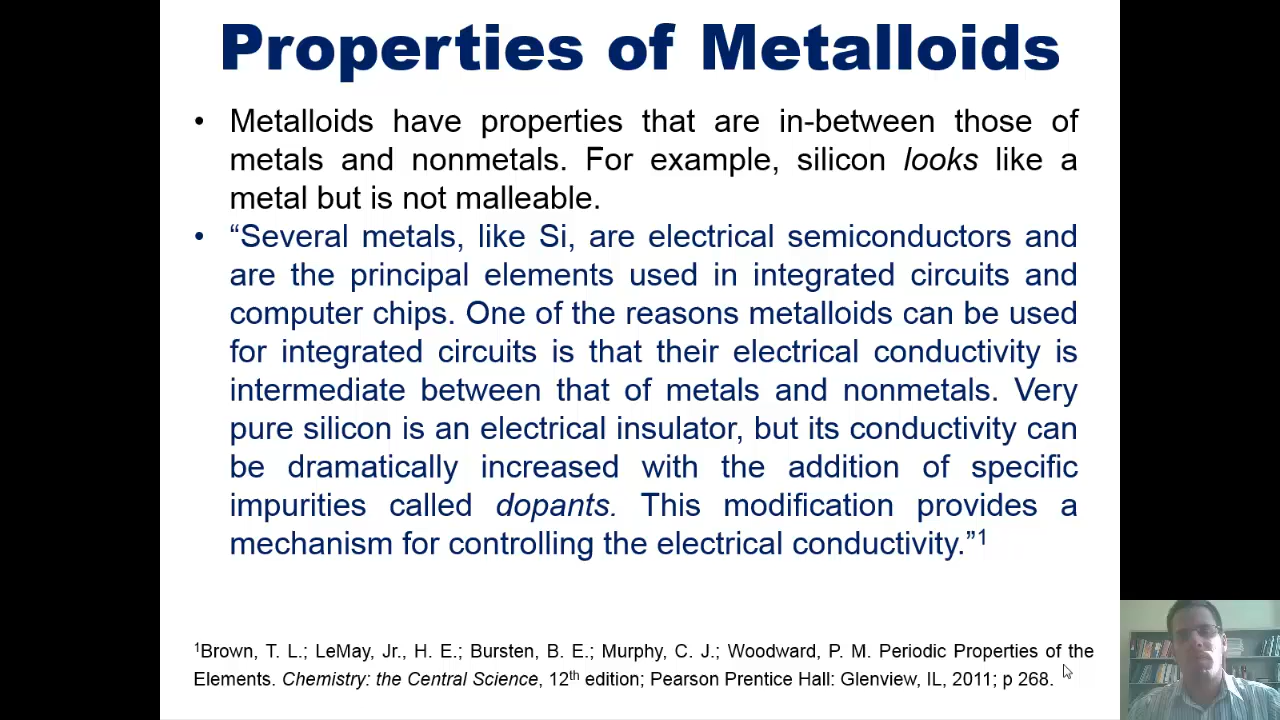 Properties of Metalloids
• Metalloids have properties that are in-between those of
metals and nonmetals. For example, silicon looks like a
metal but is not malleable.
• “Several metals, like Si, are electrical semiconductors and
are the principal elements used in integrated circuits and
computer chips. One of the reasons metalloids can be used
for integrated circuits is that their electrical conductivity is
intermediate between that of metals and nonmetals. Very
pure silicon is an electrical insulator, but its conductivity can
be dramatically increased with the addition of specific
impurities called dopants. This modification provides a
mechanism for controlling the electrical conductivity.”¹
¹Brown, T. L.; LeMay, Jr., H. E.; Bursten, B. E.; Murphy, C. J.; Woodward, P. M. Periodic Properties of the
Elements. Chemistry: the Central Science, 12th edition; Pearson Prentice Hall: Glenview, IL, 2011; p 268.